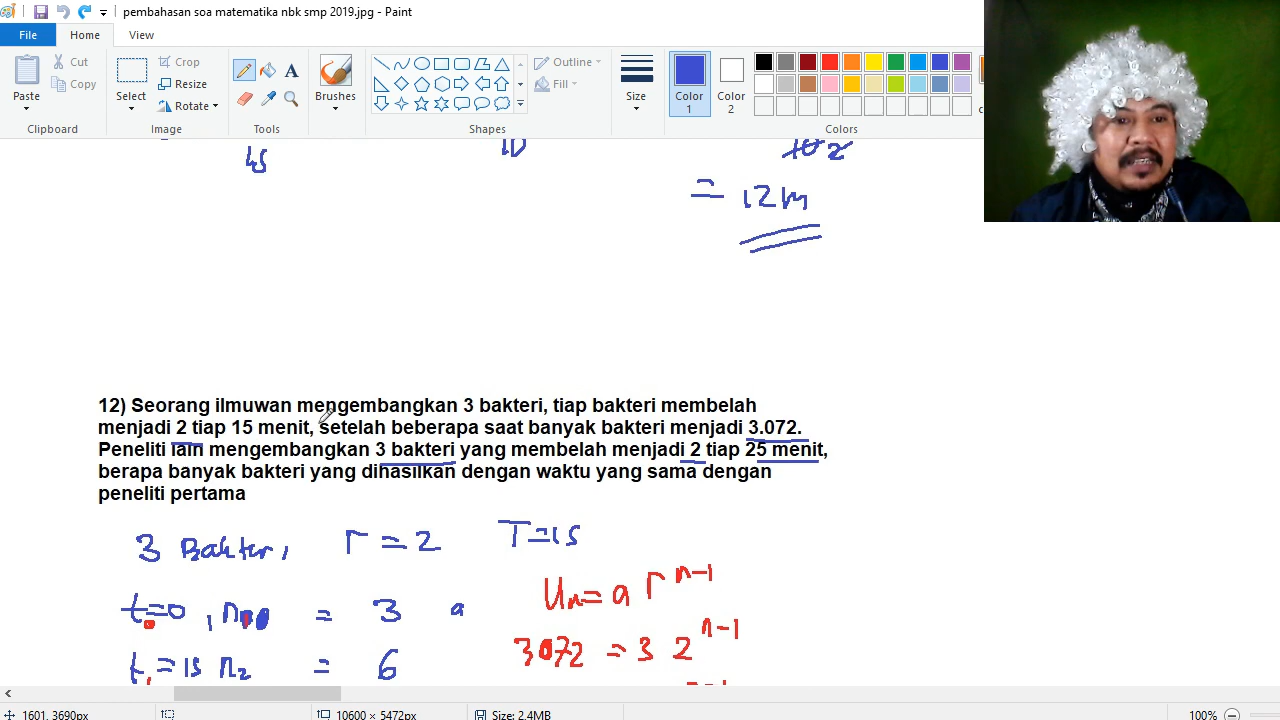 pembahasan soa matematika nbk smp 2019.jpg - Paint
File Home View
Paste
Cut
Copy
Clipboard
Select
Crop
Resize
Rotate
Image
Tools
Brushes
Shapes
Outline
Fill
Size
Color 1
Color 2
Colors
10 2
= 12 m
12) Seorang ilmuwan mengembangkan 3 bakteri, tiap bakteri membelah
menjadi 2 tiap 15 menit, setelah beberapa saat banyak bakteri menjadi 3.072.
Peneliti lain mengembangkan 3 bakteri yang membelah menjadi 2 tiap 25 menit,
berapa banyak bakteri yang dihasilkan dengan waktu yang sama dengan
peneliti pertama
3 Bakteri, r = 2 T=15
Un = a r^n-1
t=0, = 3 a
3072 = 3 2^n-1
t1 = 15 n2 = 6
1601, 3690px
10600 × 5472px
Size: 2.4MB
100%